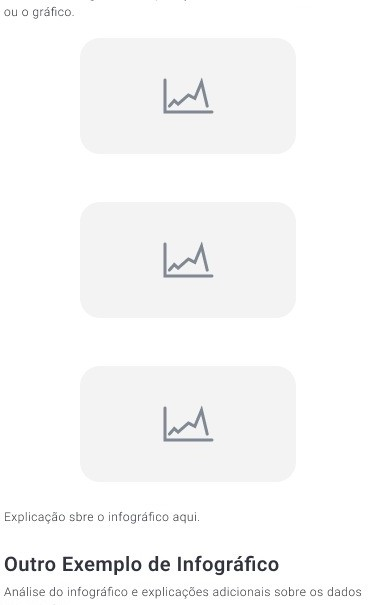 ou o gráfico.
Explicação sbre o infográfico aqui.
Outro Exemplo de Infográfico
Análise do infográfico e explicações adicionais sobre os dados